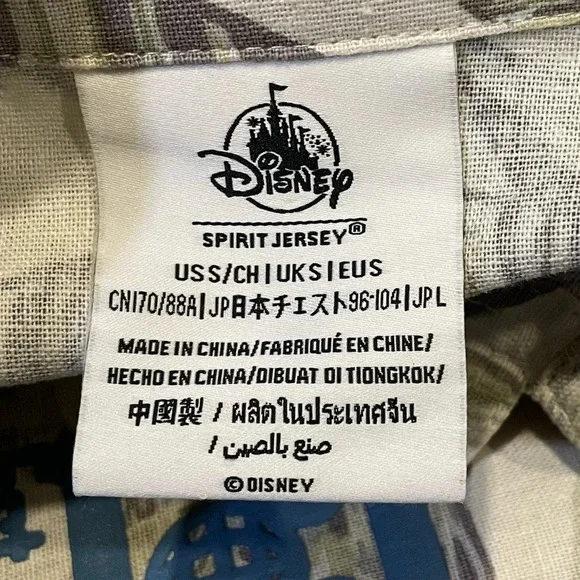 Disney
SPIRIT JERSEY®
US S/CH | UK S | EU S
CN170/88A | JP日本チエスト96-104 | JP L
MADE IN CHINA/FABRIQUÉ EN CHINE/
HECHO EN CHINA/DIBUAT DI TIONGKOK/
中國製 / ผลิตในประเทศจีน
/ صنع بالصين
© DISNEY